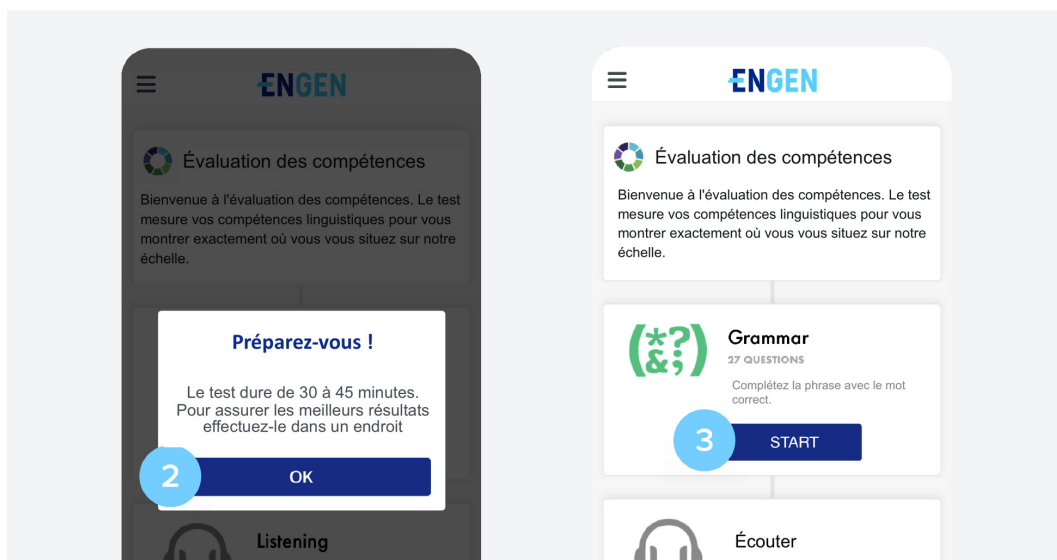 ENGEN
Évaluation des compétences
Bienvenue à l'évaluation des compétences. Le test
mesure vos compétences linguistiques pour vous
montrer exactement où vous vous situez sur notre
échelle.
Préparez-vous !
Le test dure de 30 à 45 minutes.
Pour assurer les meilleurs résultats
effectuez-le dans un endroit
2
OK
Listening
ENGEN
Évaluation des compétences
Bienvenue à l'évaluation des compétences. Le test
mesure vos compétences linguistiques pour vous
montrer exactement où vous vous situez sur notre
échelle.
(*?
&;)
Grammar
27 QUESTIONS
Complétez la phrase avec le mot
correct.
3
START
Écouter